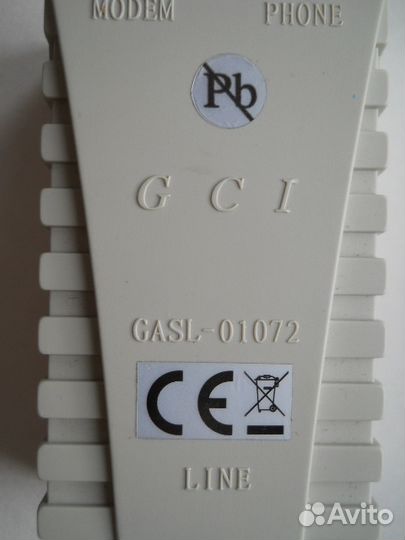 MODEM PHONE
Pb
G C I
GASL-01072
CE
LINE
Avito